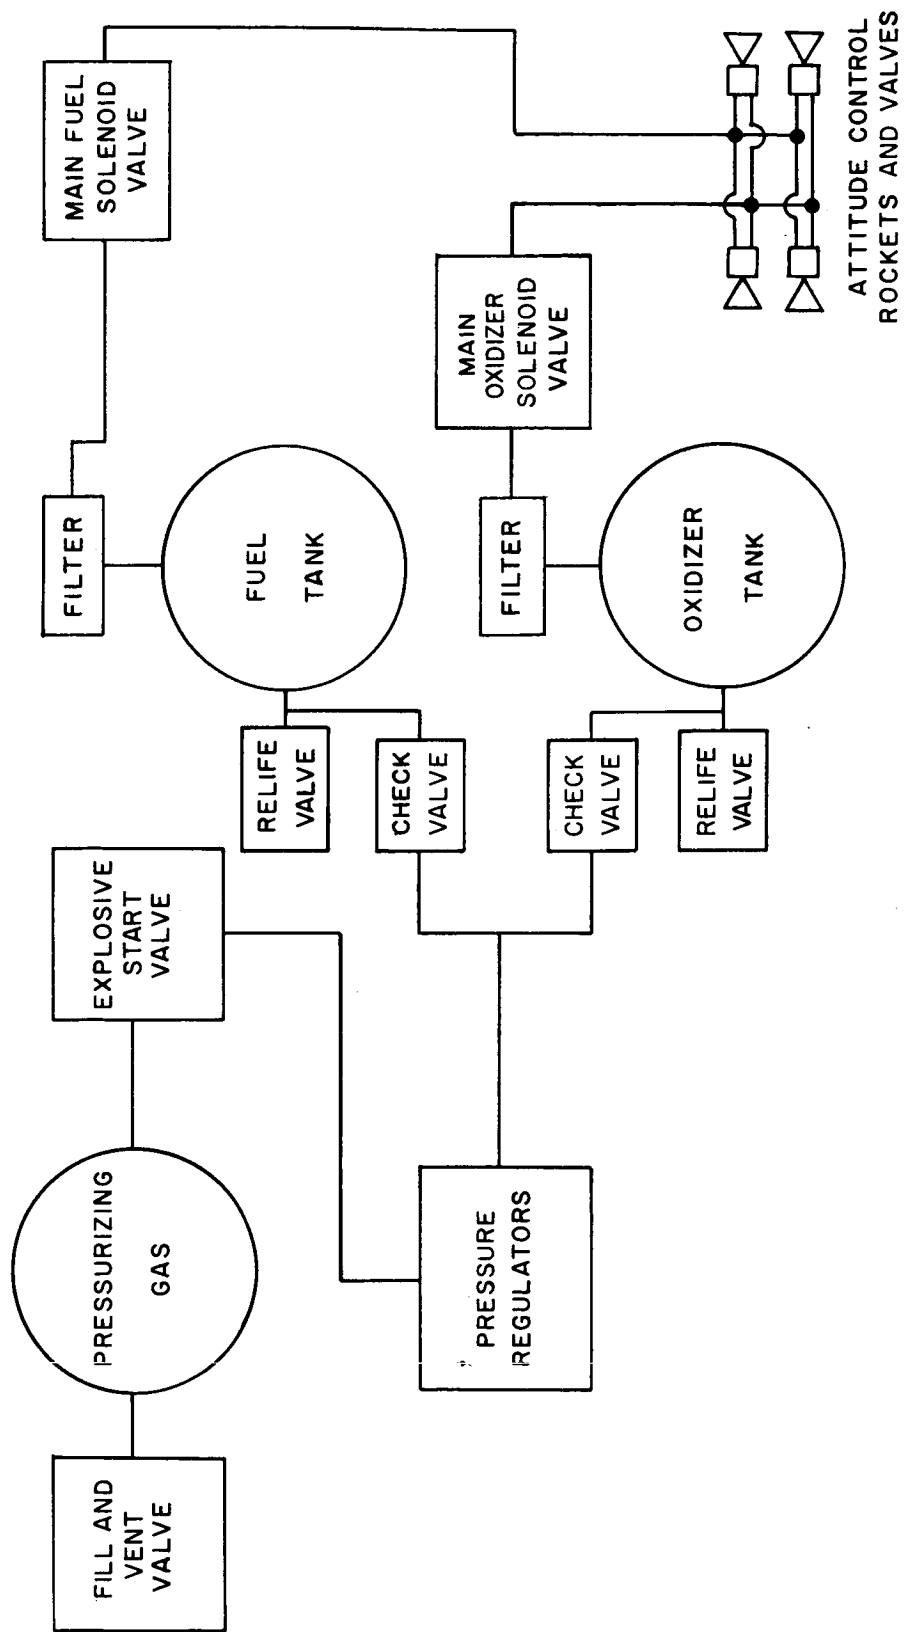 FILL AND
VENT
VALVE
PRESSURIZING
GAS
EXPLOSIVE
START
VALVE
PRESSURE
REGULATORS
RELIFE
VALVE
CHECK
VALVE
CHECK
VALVE
RELIFE
VALVE
FILTER
FUEL
TANK
FILTER
OXIDIZER
TANK
MAIN FUEL
SOLENOID
VALVE
MAIN
OXIDIZER
SOLENOID
VALVE
ATTITUDE CONTROL
ROCKETS AND VALVES